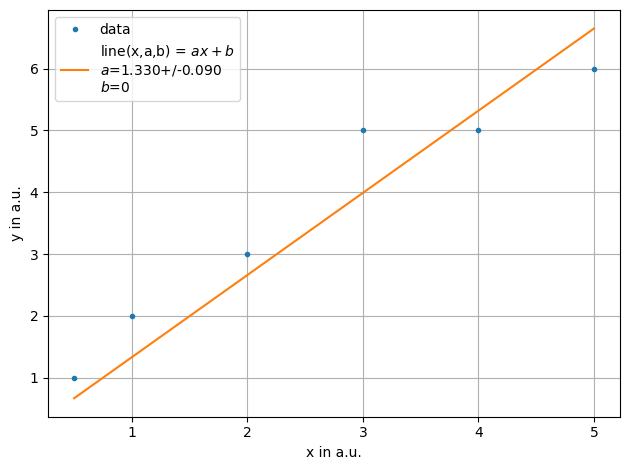 data
line(x,a,b) = ax + b
a=1.330+/-0.090
b=0
y in a.u.
6
5
4
3
2
1
1 2 3 4 5
x in a.u.